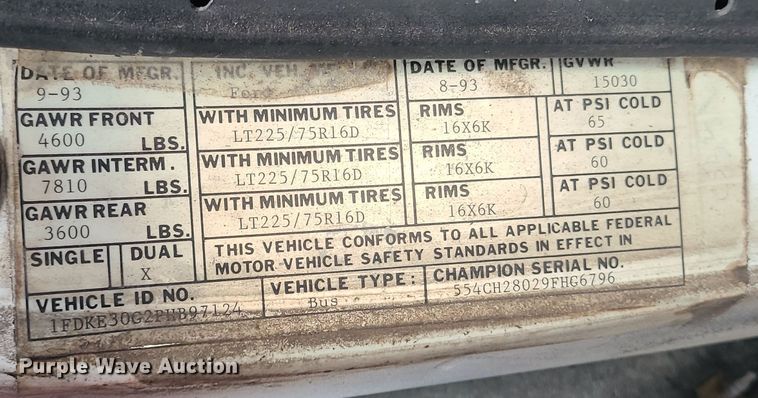 DATE OF MFGR. INC. VEH. DATE OF MFGR. GVWR
9-93 Ford 8-93 15030
GAWR FRONT WITH MINIMUM TIRES RIMS AT PSI COLD
4600 LBS. LT225/75R16D 16X6K 65
GAWR INTERM. WITH MINIMUM TIRES RIMS AT PSI COLD
7810 LBS. LT225/75R16D 16X6K 60
GAWR REAR WITH MINIMUM TIRES RIMS AT PSI COLD
3600 LBS. LT225/75R16D 16X6K 60
SINGLE DUAL THIS VEHICLE CONFORMS TO ALL APPLICABLE FEDERAL
X MOTOR VEHICLE SAFETY STANDARDS IN EFFECT IN
VEHICLE ID NO. VEHICLE TYPE: CHAMPION SERIAL NO.
1FDKE30G2PHB97124 Bus 554CH28029FHG6796
Purple Wave Auction